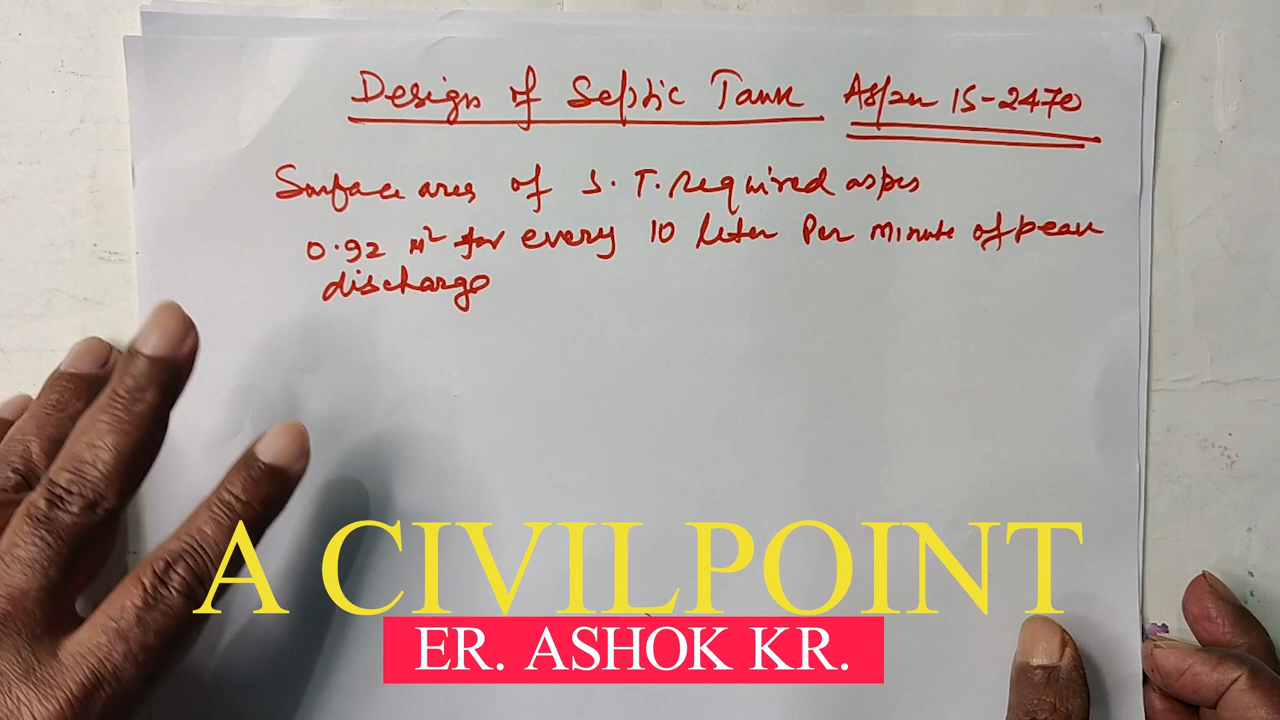 Design of Septic Tank As per IS-2470
Surface area of S.T. required as per
0.92 M² for every 10 liter Per minute of peak
discharge
A CIVILPOINT
ER. ASHOK KR.